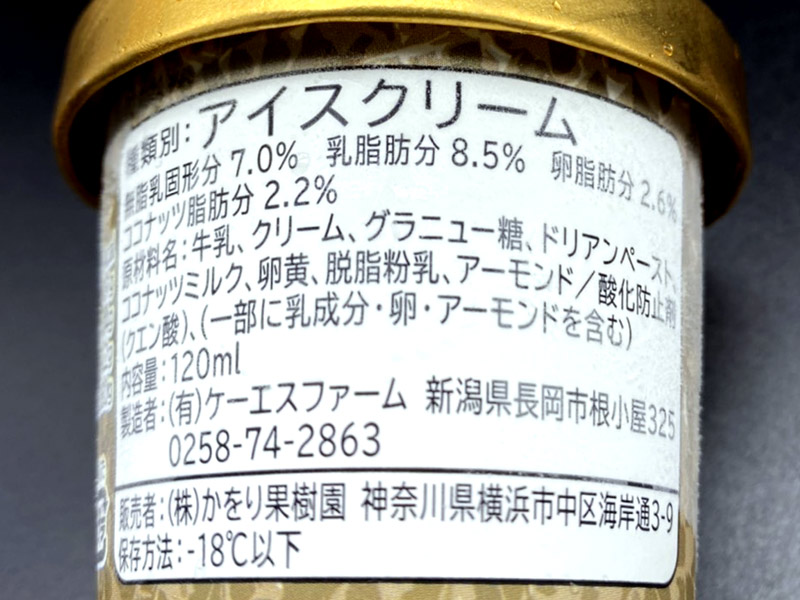 種類別：アイスクリーム
無脂乳固形分 7.0% 乳脂肪分 8.5% 卵脂肪分 2.6%
ココナッツ脂肪分 2.2%
原材料名：牛乳、クリーム、グラニュー糖、ドリアンペースト、
ココナッツミルク、卵黄、脱脂粉乳、アーモンド／酸化防止剤
(クエン酸)、(一部に乳成分・卵・アーモンドを含む)
内容量：120ml
製造者：(有)ケーエスファーム 新潟県長岡市根小屋325
0258-74-2863
販売者：(株)かをり果樹園 神奈川県横浜市中区海岸通3-9
保存方法：-18℃以下